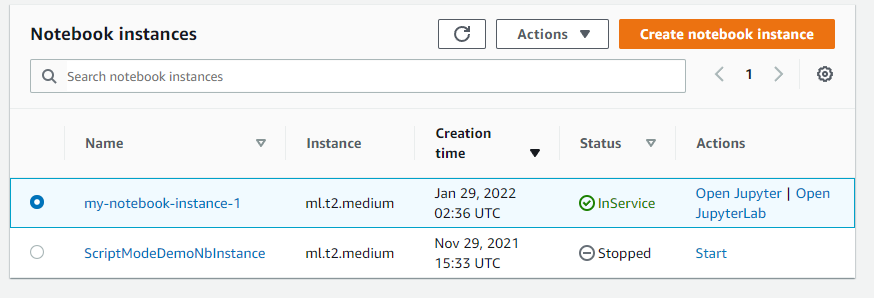 Notebook instances
Actions
Create notebook instance
Search notebook instances
1
Name
Instance
Creation
time
Status
Actions
my-notebook-instance-1
ml.t2.medium
Jan 29, 2022
02:36 UTC
InService
Open Jupyter | Open
JupyterLab
ScriptModeDemoNbInstance
ml.t2.medium
Nov 29, 2021
15:33 UTC
Stopped
Start